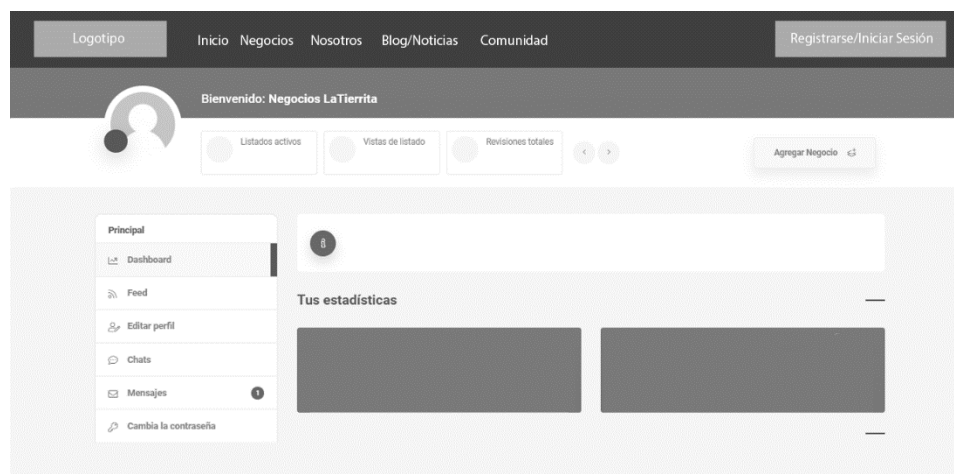 Logotipo
Inicio Negocios Nosotros Blog/Noticias Comunidad
Registrarse/Iniciar Sesión
Bienvenido: Negocios LaTierrita
Listados activos
Vistas de listado
Revisiones totales
Agregar Negocio
Principal
Dashboard
Feed
Editar perfil
Chats
Mensajes 1
Cambia la contraseña
Tus estadísticas